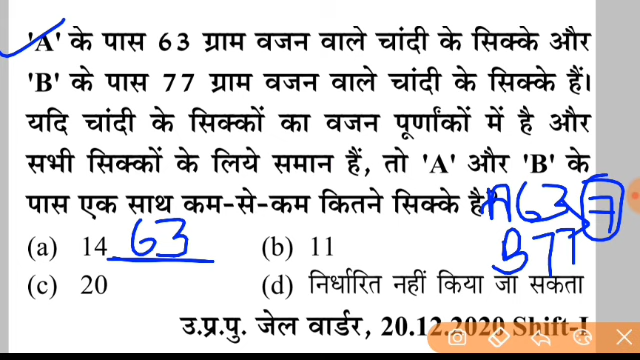 'A' के पास 63 ग्राम वजन वाले चांदी के सिक्के और
'B' के पास 77 ग्राम वजन वाले चांदी के सिक्के हैं।
यदि चांदी के सिक्कों का वजन पूर्णांकों में है और
सभी सिक्कों के लिये समान हैं, तो 'A' और 'B' के
पास एक साथ कम-से-कम कितने सिक्के है A 63 7
B 77
(a) 14 63 (b) 11
(c) 20 (d) निर्धारित नहीं किया जा सकता
उ.प्र.पु. जेल वार्डर, 20.12.2020 Shift-I